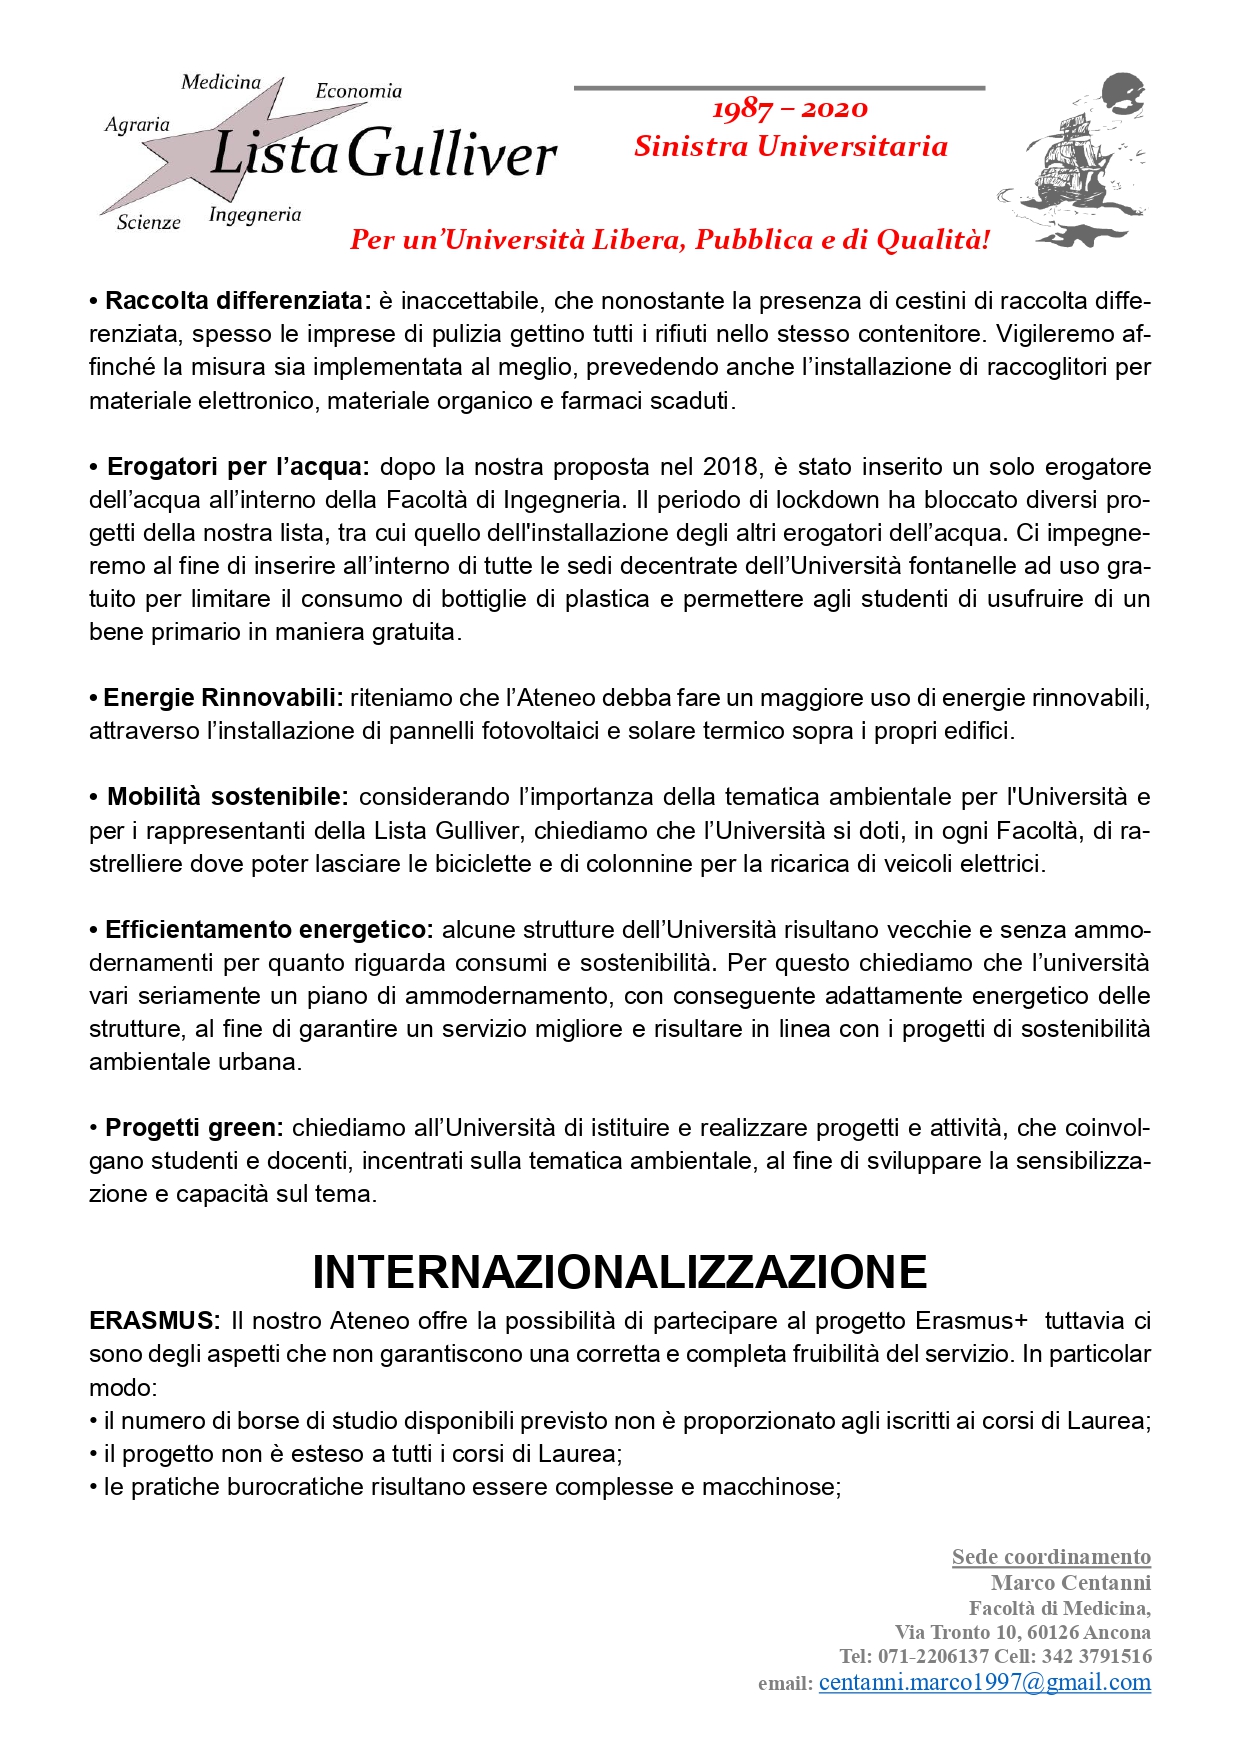 Medicina
Economia
Agraria
Lista Gulliver
Scienze
Ingegneria
1987 – 2020
Sinistra Universitaria
Per un’Università Libera, Pubblica e di Qualità!
• Raccolta differenziata: è inaccettabile, che nonostante la presenza di cestini di raccolta diffe-
renziata, spesso le imprese di pulizia gettino tutti i rifiuti nello stesso contenitore. Vigileremo af-
finché la misura sia implementata al meglio, prevedendo anche l’installazione di raccoglitori per
materiale elettronico, materiale organico e farmaci scaduti.
• Erogatori per l’acqua: dopo la nostra proposta nel 2018, è stato inserito un solo erogatore
dell’acqua all’interno della Facoltà di Ingegneria. Il periodo di lockdown ha bloccato diversi pro-
getti della nostra lista, tra cui quello dell'installazione degli altri erogatori dell’acqua. Ci impegne-
remo al fine di inserire all’interno di tutte le sedi decentrate dell’Università fontanelle ad uso gra-
tuito per limitare il consumo di bottiglie di plastica e permettere agli studenti di usufruire di un
bene primario in maniera gratuita.
• Energie Rinnovabili: riteniamo che l’Ateneo debba fare un maggiore uso di energie rinnovabili,
attraverso l’installazione di pannelli fotovoltaici e solare termico sopra i propri edifici.
• Mobilità sostenibile: considerando l’importanza della tematica ambientale per l'Università e
per i rappresentanti della Lista Gulliver, chiediamo che l’Università si doti, in ogni Facoltà, di ra-
strelliere dove poter lasciare le biciclette e di colonnine per la ricarica di veicoli elettrici.
• Efficientamento energetico: alcune strutture dell’Università risultano vecchie e senza ammo-
dernamenti per quanto riguarda consumi e sostenibilità. Per questo chiediamo che l’università
vari seriamente un piano di ammodernamento, con conseguente adattamente energetico delle
strutture, al fine di garantire un servizio migliore e risultare in linea con i progetti di sostenibilità
ambientale urbana.
• Progetti green: chiediamo all’Università di istituire e realizzare progetti e attività, che coinvol-
gano studenti e docenti, incentrati sulla tematica ambientale, al fine di sviluppare la sensibilizza-
zione e capacità sul tema.
INTERNAZIONALIZZAZIONE
ERASMUS: Il nostro Ateneo offre la possibilità di partecipare al progetto Erasmus+ tuttavia ci
sono degli aspetti che non garantiscono una corretta e completa fruibilità del servizio. In particolar
modo:
• il numero di borse di studio disponibili previsto non è proporzionato agli iscritti ai corsi di Laurea;
• il progetto non è esteso a tutti i corsi di Laurea;
• le pratiche burocratiche risultano essere complesse e macchinose;
Sede coordinamento
Marco Centanni
Facoltà di Medicina,
Via Tronto 10, 60126 Ancona
Tel: 071-2206137 Cell: 342 3791516
email: centanni.marco1997@gmail.com